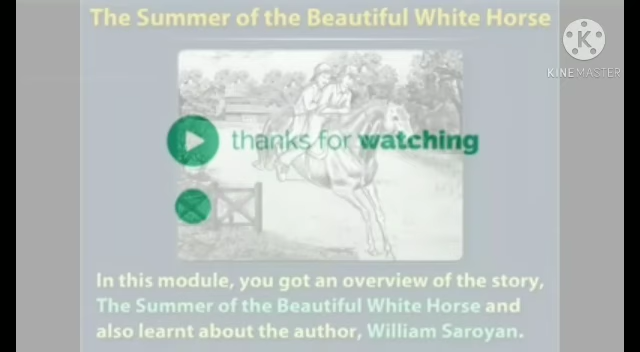 The Summer of the Beautiful White Horse
K
KINEMASTER
thanks for watching
In this module, you got an overview of the story,
The Summer of the Beautiful White Horse and
also learnt about the author, William Saroyan.